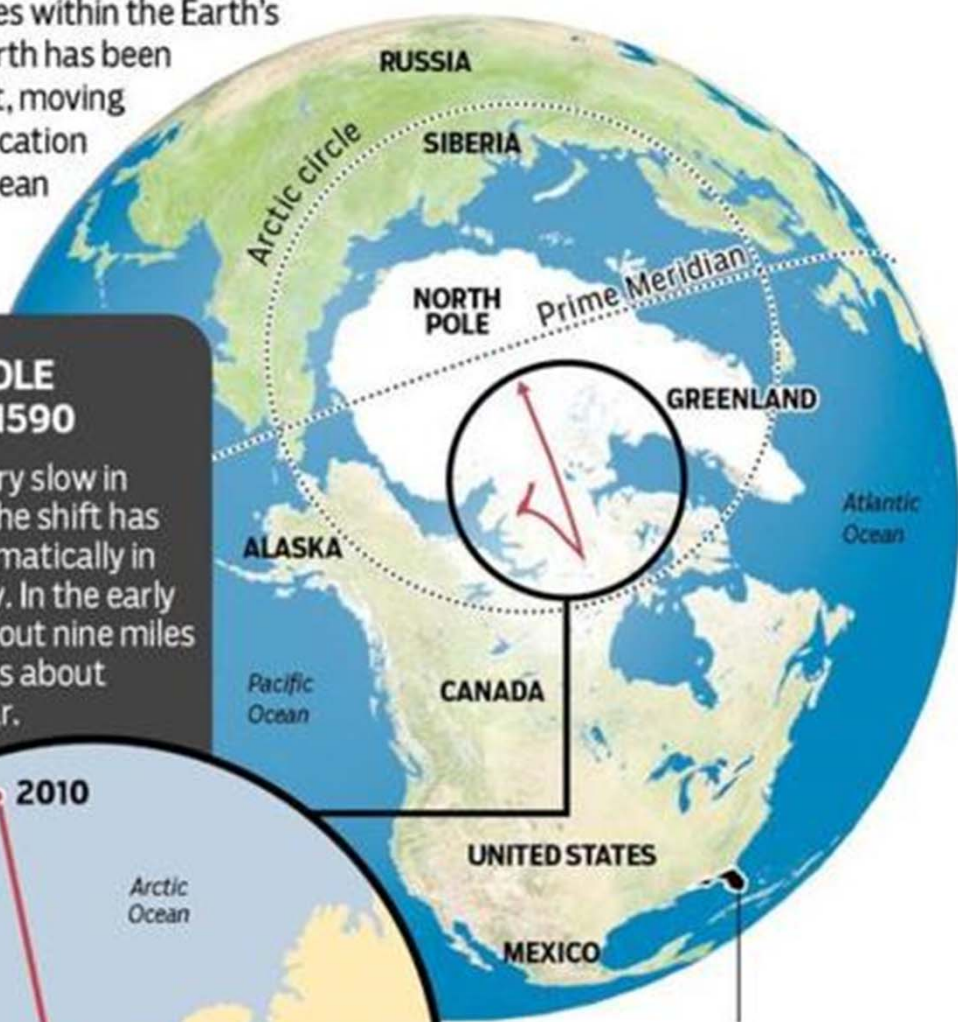 es within the Earth's
rth has been
t, moving
cation
ean
RUSSIA
SIBERIA
Arctic circle
NORTH
POLE
Prime Meridian
GREENLAND
Atlantic
Ocean
ALASKA
OLE
1590
ry slow in
he shift has
matically in
y. In the early
out nine miles
s about
r.
Pacific
Ocean
CANADA
2010
Arctic
Ocean
UNITED STATES
MEXICO